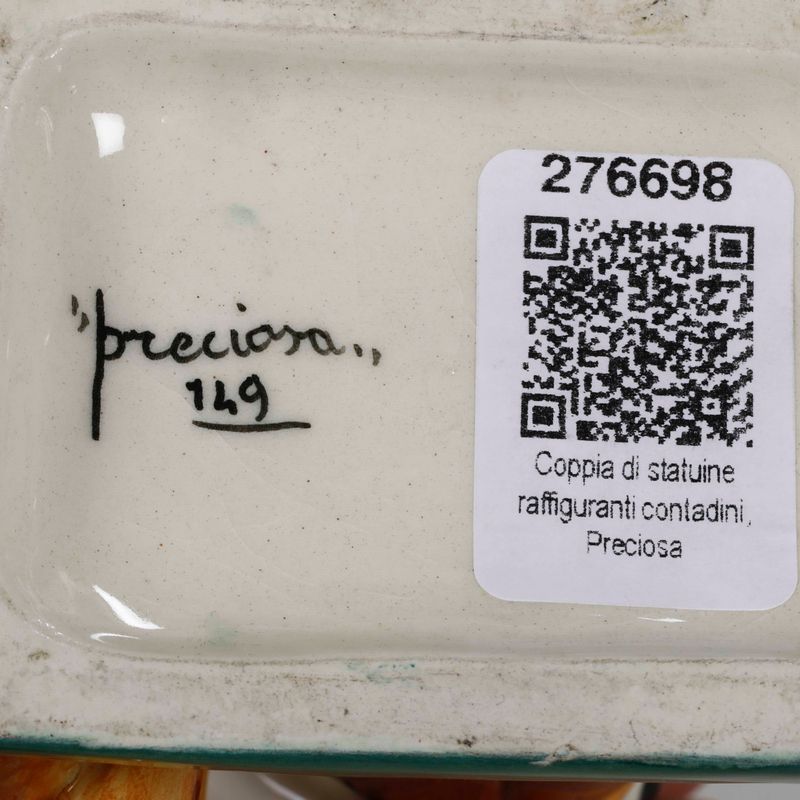 "preciosa„
149
276698
Coppia di statuine
raffiguranti contadini,
Preciosa